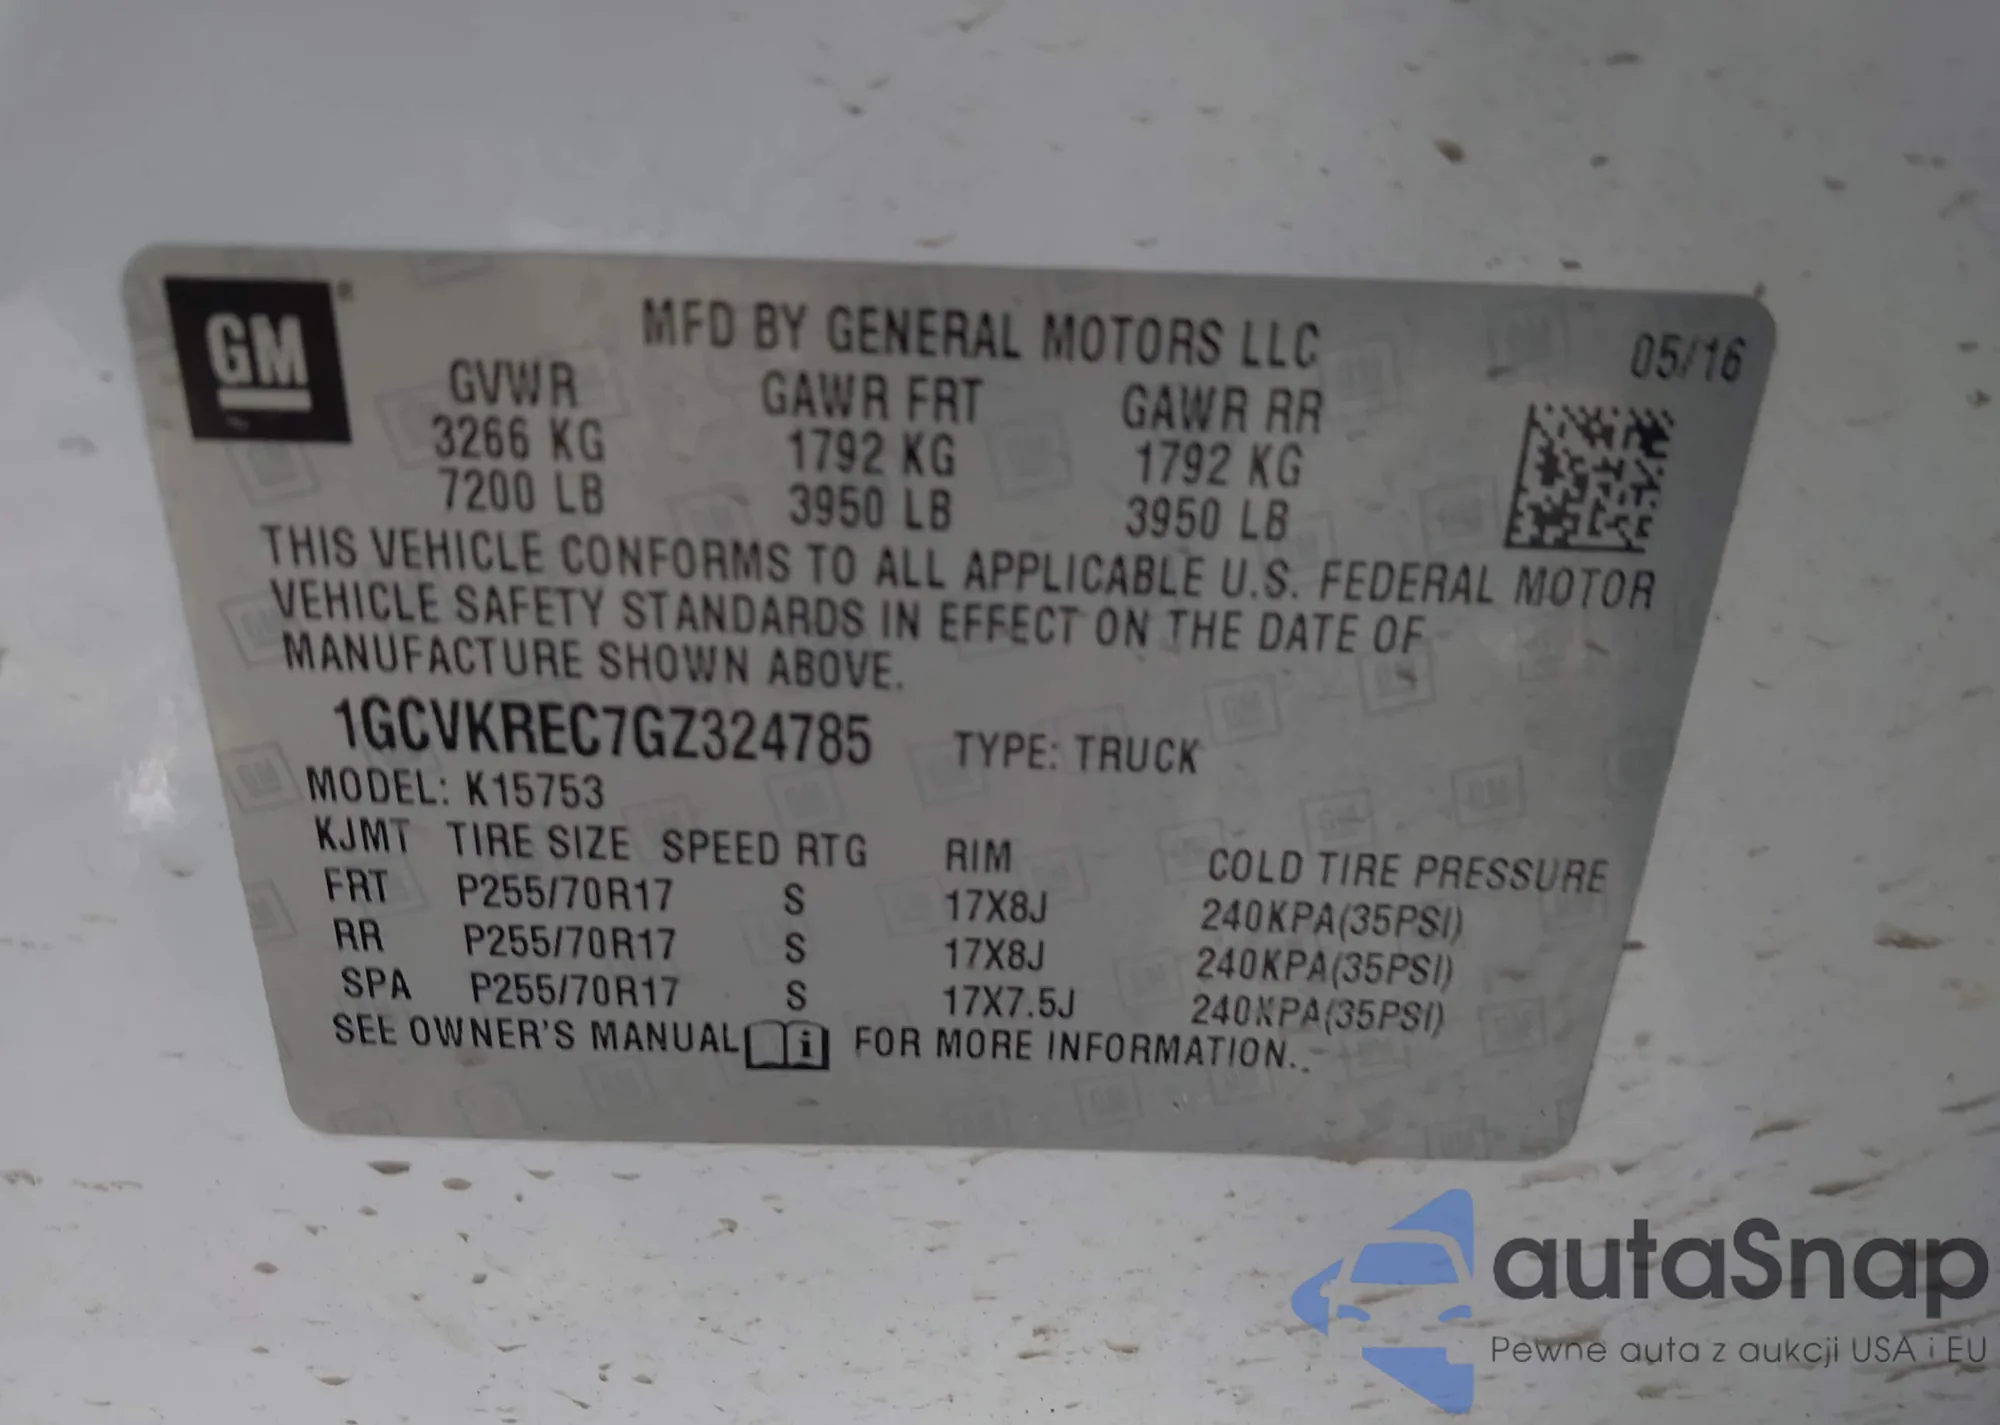 GM
MFD BY GENERAL MOTORS LLC
05/16
GVWR GAWR FRT GAWR RR
3266 KG 1792 KG 1792 KG
7200 LB 3950 LB 3950 LB
THIS VEHICLE CONFORMS TO ALL APPLICABLE U.S. FEDERAL MOTOR
VEHICLE SAFETY STANDARDS IN EFFECT ON THE DATE OF
MANUFACTURE SHOWN ABOVE.
1GCVKREC7GZ324785 TYPE: TRUCK
MODEL: K15753
KJMT TIRE SIZE SPEED RTG RIM COLD TIRE PRESSURE
FRT P255/70R17 S 17X8J 240KPA(35PSI)
RR P255/70R17 S 17X8J 240KPA(35PSI)
SPA P255/70R17 S 17X7.5J 240KPA(35PSI)
SEE OWNER'S MANUAL i FOR MORE INFORMATION.
autaSnap
Pewne auta z aukcji USA i EU